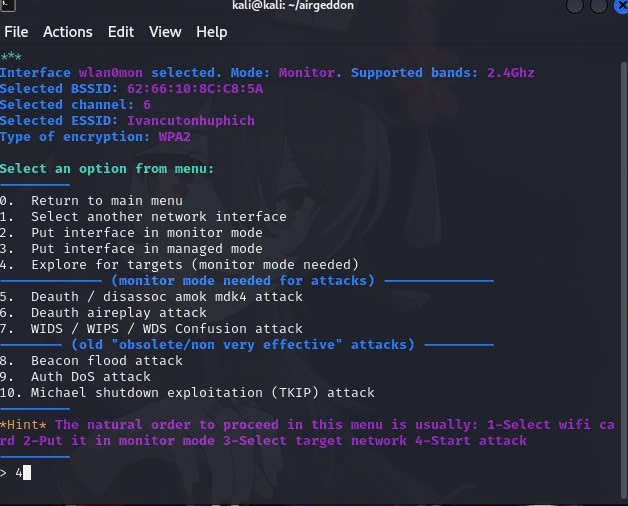 kali@kali: ~/airgeddon
File Actions Edit View Help
***
Interface wlan0mon selected. Mode: Monitor. Supported bands: 2.4Ghz
Selected BSSID: 62:66:10:8C:C8:5A
Selected channel: 6
Selected ESSID: Ivancutonhuphich
Type of encryption: WPA2
Select an option from menu:
0. Return to main menu
1. Select another network interface
2. Put interface in monitor mode
3. Put interface in managed mode
4. Explore for targets (monitor mode needed)
(monitor mode needed for attacks)
5. Deauth / disassoc amok mdk4 attack
6. Deauth aireplay attack
7. WIDS / WIPS / WDS Confusion attack
(old "obsolete/non very effective" attacks)
8. Beacon flood attack
9. Auth DoS attack
10. Michael shutdown exploitation (TKIP) attack
*Hint* The natural order to proceed in this menu is usually: 1-Select wifi ca
rd 2-Put it in monitor mode 3-Select target network 4-Start attack
> 4